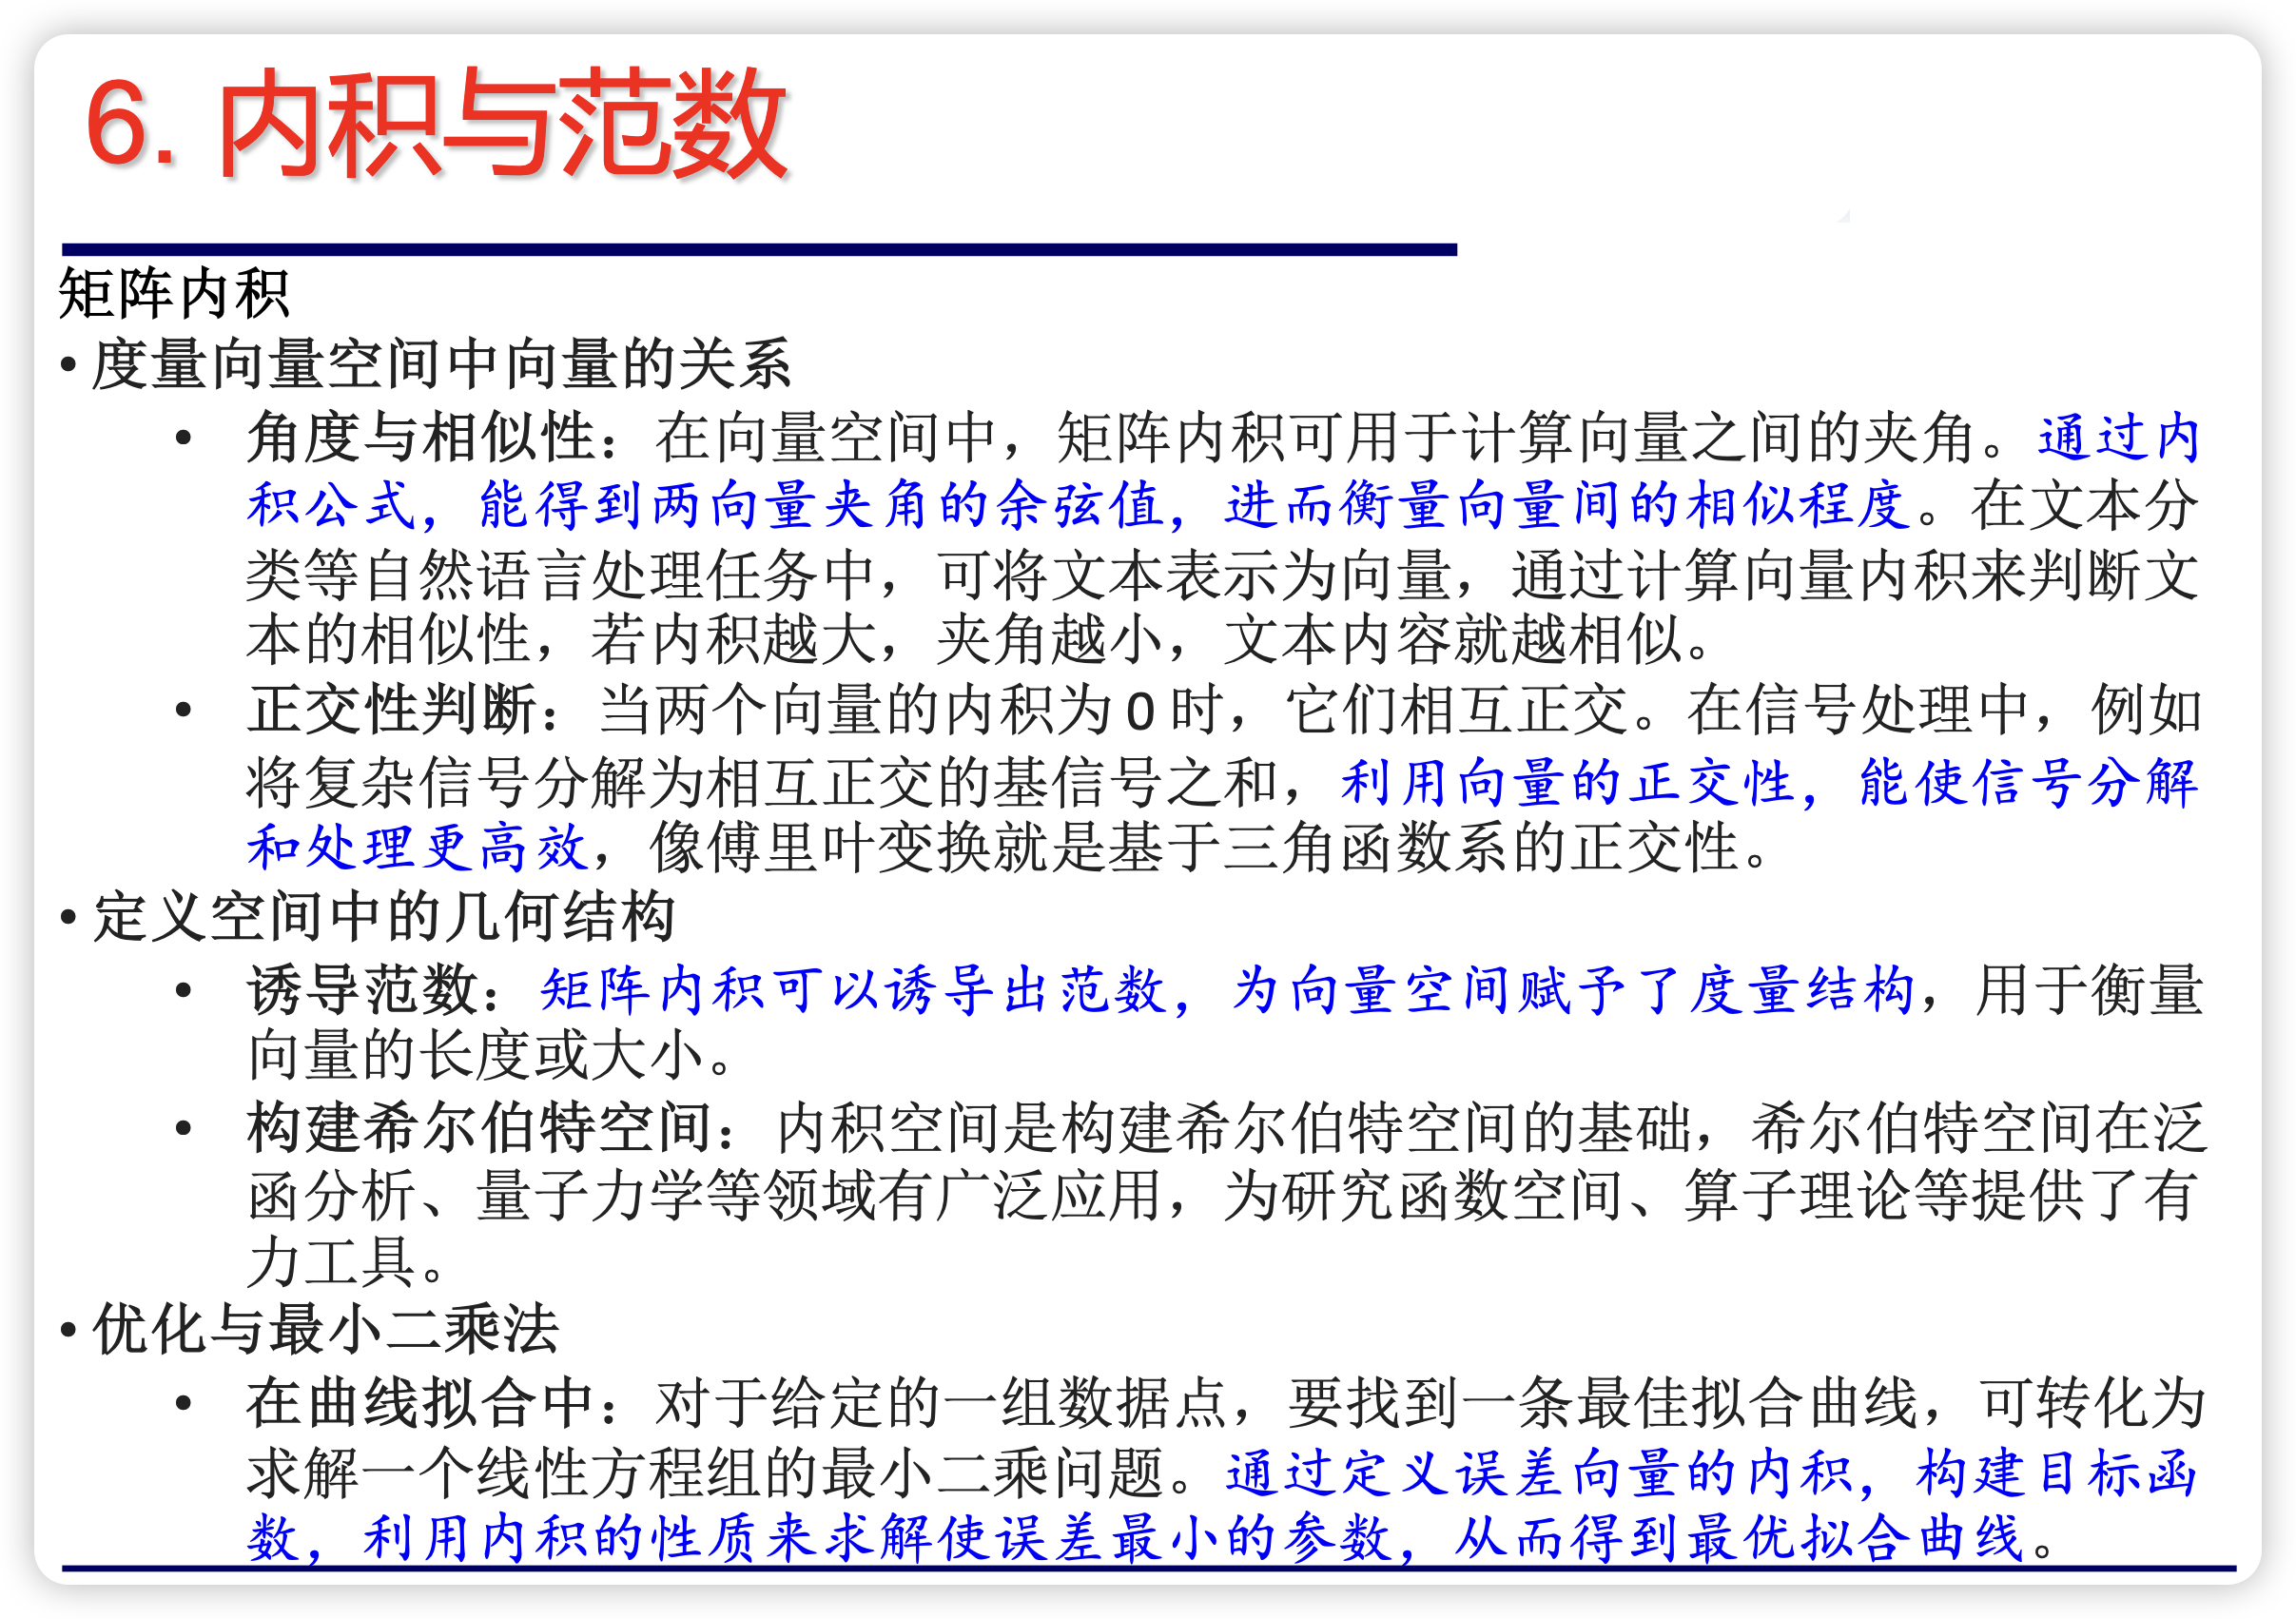 6. 内积与范数
矩阵内积
• 度量向量空间中向量的关系
• 角度与相似性：在向量空间中，矩阵内积可用于计算向量之间的夹角。通过内
积公式，能得到两向量夹角的余弦值，进而衡量向量间的相似程度。在文本分
类等自然语言处理任务中，可将文本表示为向量，通过计算向量内积来判断文
本的相似性，若内积越大，夹角越小，文本内容就越相似。
• 正交性判断：当两个向量的内积为 0 时，它们相互正交。在信号处理中，例如
将复杂信号分解为相互正交的基信号之和，利用向量的正交性，能使信号分解
和处理更高效，像傅里叶变换就是基于三角函数系的正交性。
• 定义空间中的几何结构
• 诱导范数：矩阵内积可以诱导出范数，为向量空间赋予了度量结构，用于衡量
向量的长度或大小。
• 构建希尔伯特空间：内积空间是构建希尔伯特空间的基础，希尔伯特空间在泛
函分析、量子力学等领域有广泛应用，为研究函数空间、算子理论等提供了有
力工具。
• 优化与最小二乘法
• 在曲线拟合中：对于给定的一组数据点，要找到一条最佳拟合曲线，可转化为
求解一个线性方程组的最小二乘问题。通过定义误差向量的内积，构建目标函
数，利用内积的性质来求解使误差最小的参数，从而得到最优拟合曲线。